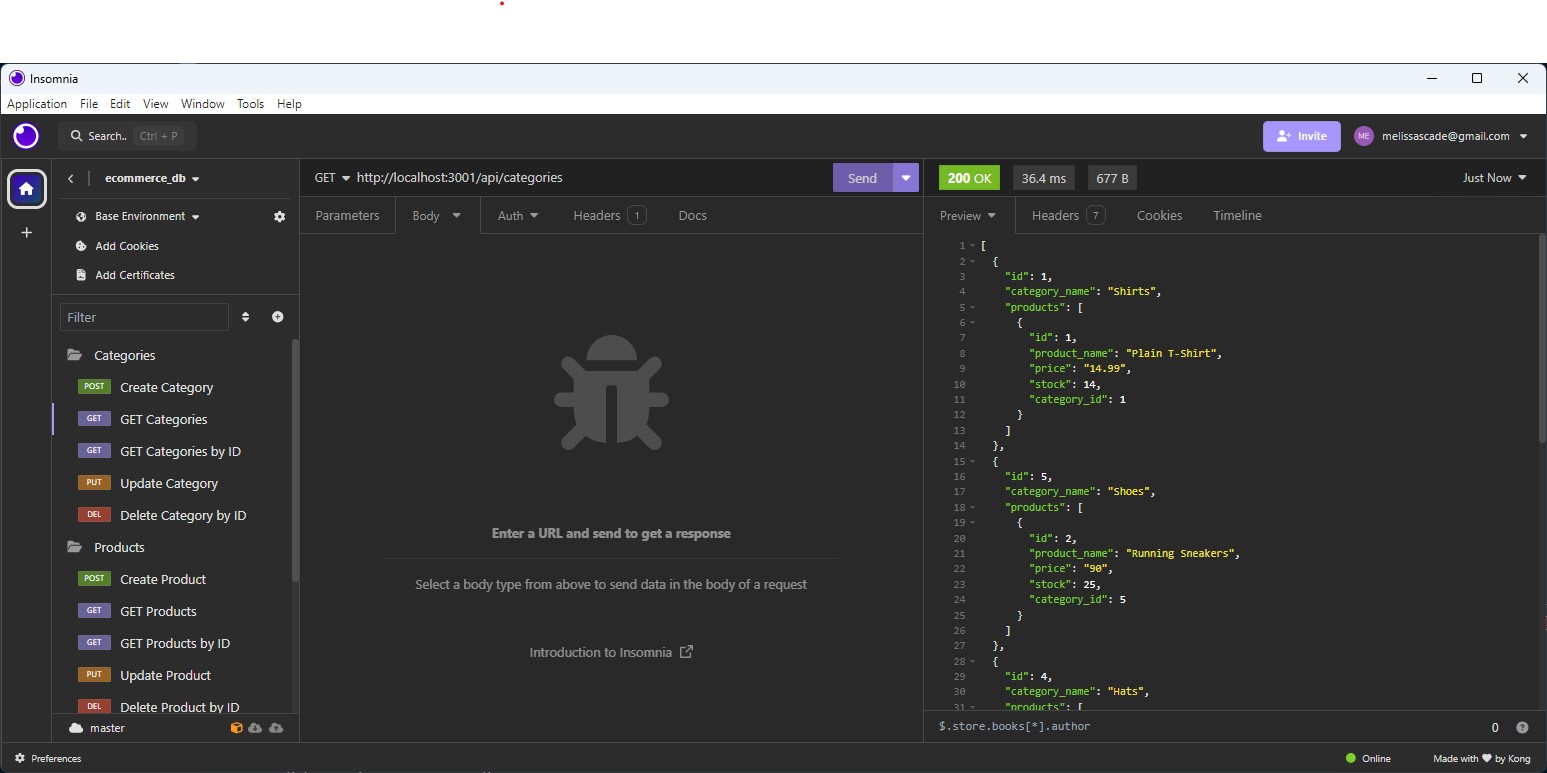 Insomnia
Application File Edit View Window Tools Help
Search.. Ctrl + P
Invite
ME melissascade@gmail.com
ecommerce_db
Base Environment
Add Cookies
Add Certificates
Filter
Categories
POST Create Category
GET GET Categories
GET GET Categories by ID
PUT Update Category
DEL Delete Category by ID
Products
POST Create Product
GET GET Products
GET GET Products by ID
PUT Update Product
DEL Delete Product by ID
master
GET http://localhost:3001/api/categories
Send
Parameters Body Auth Headers 1 Docs
Enter a URL and send to get a response
Select a body type from above to send data in the body of a request
Introduction to Insomnia
200 OK 36.4 ms 677 B Just Now
Preview Headers 7 Cookies Timeline
1 [
2 {
3 "id": 1,
4 "category_name": "Shirts",
5 "products": [
6 {
7 "id": 1,
8 "product_name": "Plain T-Shirt",
9 "price": "14.99",
10 "stock": 14,
11 "category_id": 1
12 }
13 ]
14 },
15 {
16 "id": 5,
17 "category_name": "Shoes",
18 "products": [
19 {
20 "id": 2,
21 "product_name": "Running Sneakers",
22 "price": "90",
23 "stock": 25,
24 "category_id": 5
25 }
26 ]
27 },
28 {
29 "id": 4,
30 "category_name": "Hats",
31 "products": [
$.store.books[*].author 0
Preferences
Online Made with ❤ by Kong